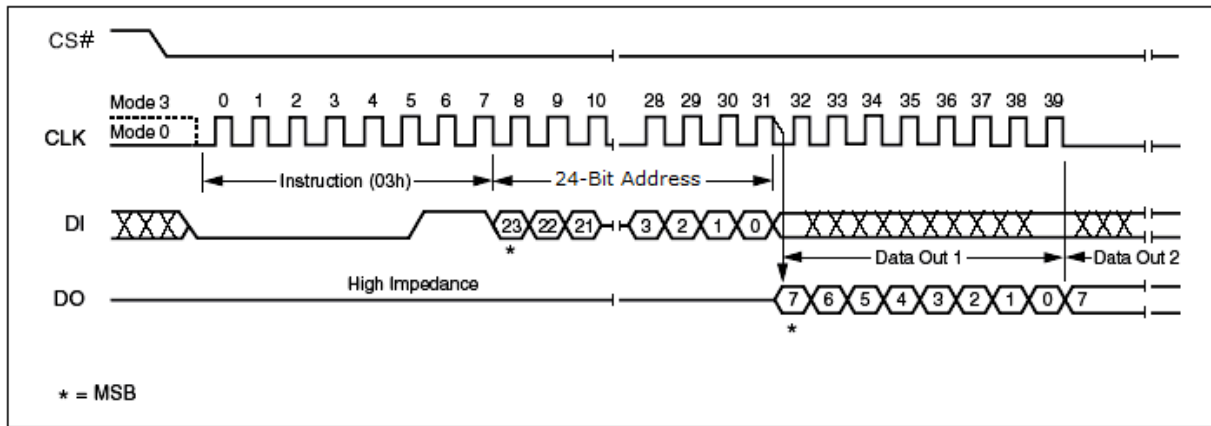 CS#
Mode 3 0 1 2 3 4 5 6 7 8 9 10 28 29 30 31 32 33 34 35 36 37 38 39
CLK Mode 0
Instruction (03h) 24-Bit Address
DI 23 22 21 3 2 1 0
*
Data Out 1 Data Out 2
High Impedance
DO 7 6 5 4 3 2 1 0 7
*
* = MSB